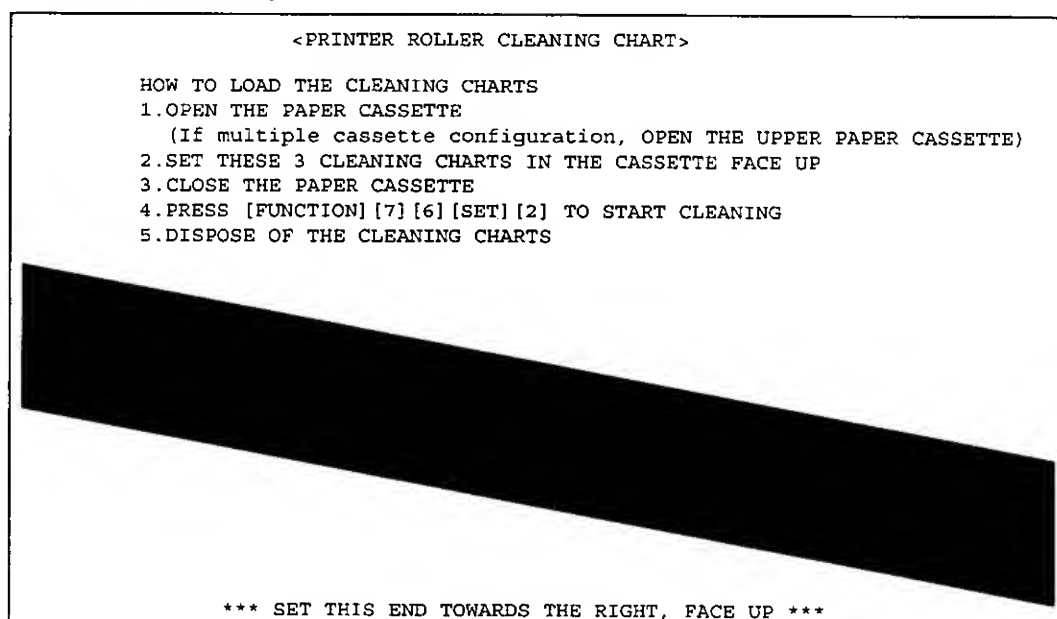 <PRINTER ROLLER CLEANING CHART>
HOW TO LOAD THE CLEANING CHARTS
1.OPEN THE PAPER CASSETTE
(If multiple cassette configuration, OPEN THE UPPER PAPER CASSETTE)
2.SET THESE 3 CLEANING CHARTS IN THE CASSETTE FACE UP
3.CLOSE THE PAPER CASSETTE
4.PRESS [FUNCTION][7][6][SET][2] TO START CLEANING
5.DISPOSE OF THE CLEANING CHARTS
*** SET THIS END TOWARDS THE RIGHT, FACE UP ***